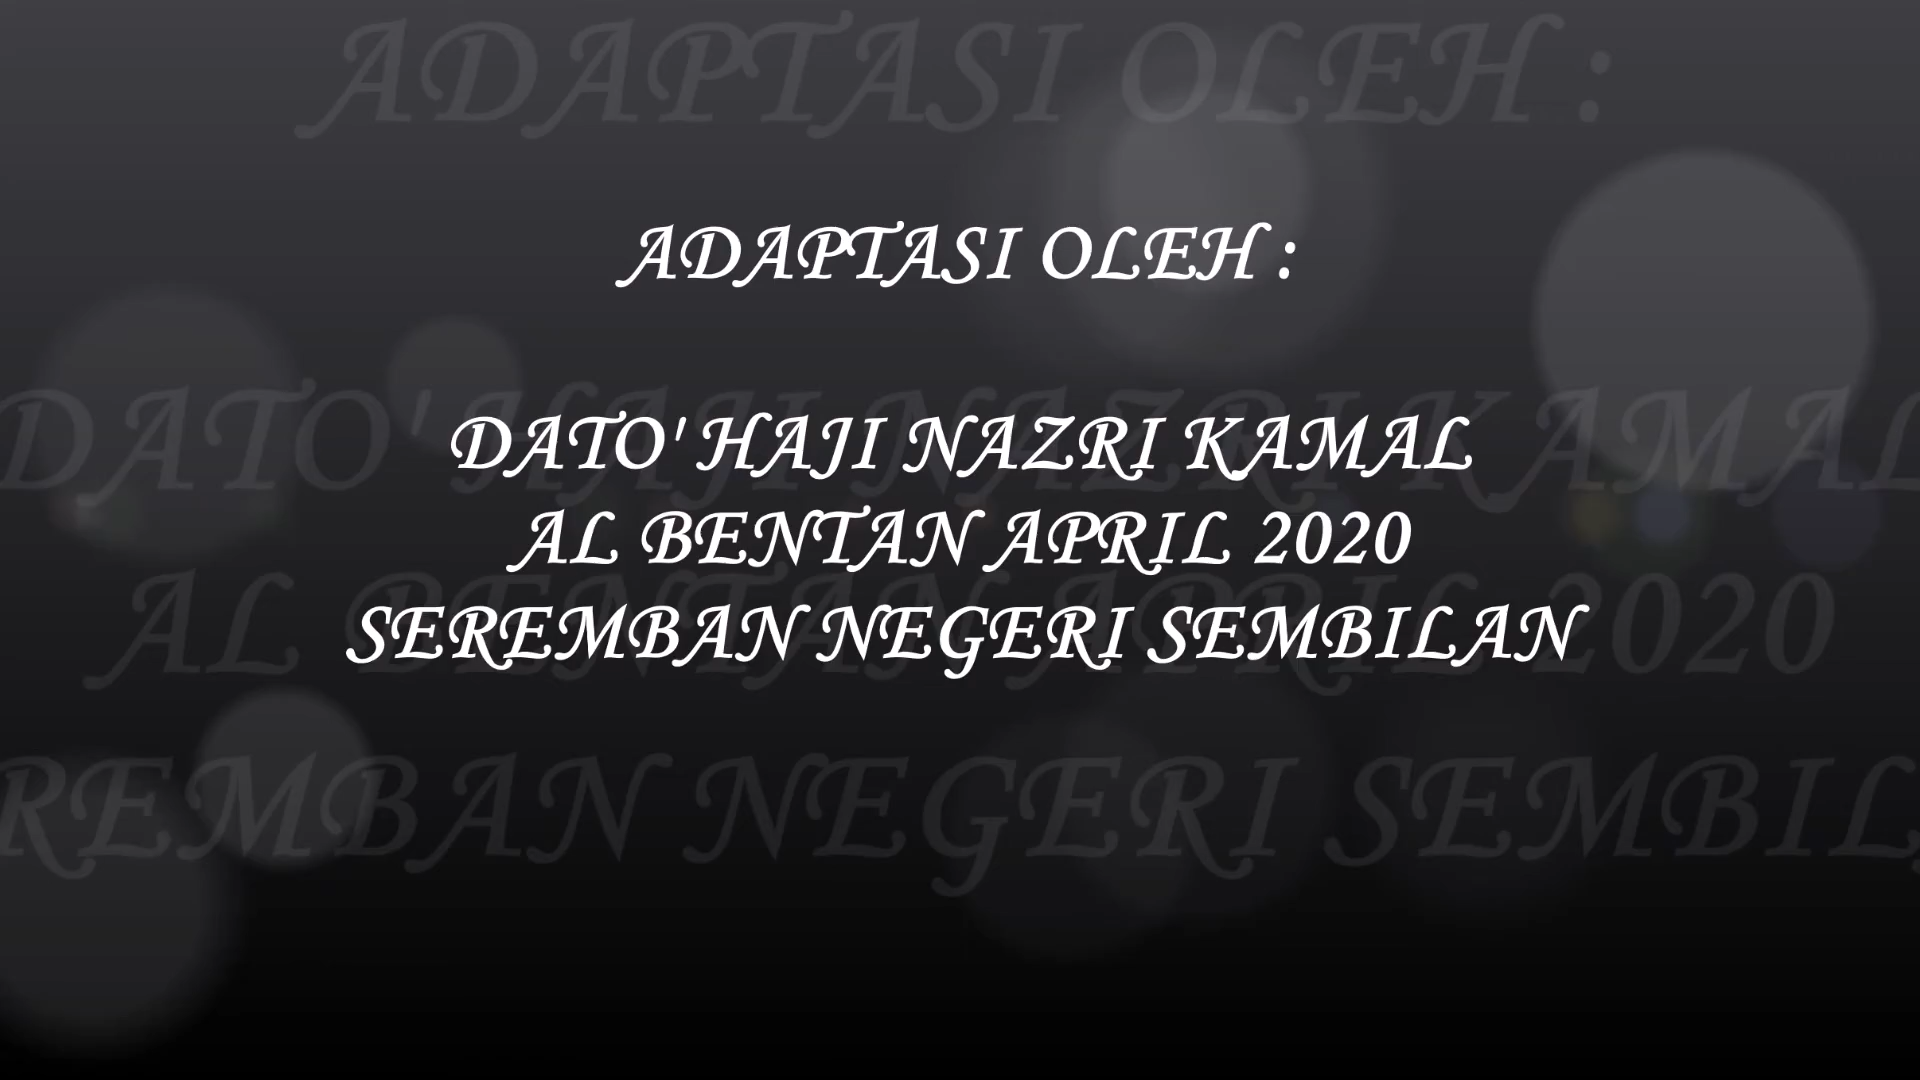 ADAPTASI OLEH :
DATO' HAJI NAZRI KAMAL
AL BENTAN APRIL 2020
SEREMBAN NEGERI SEMBILAN